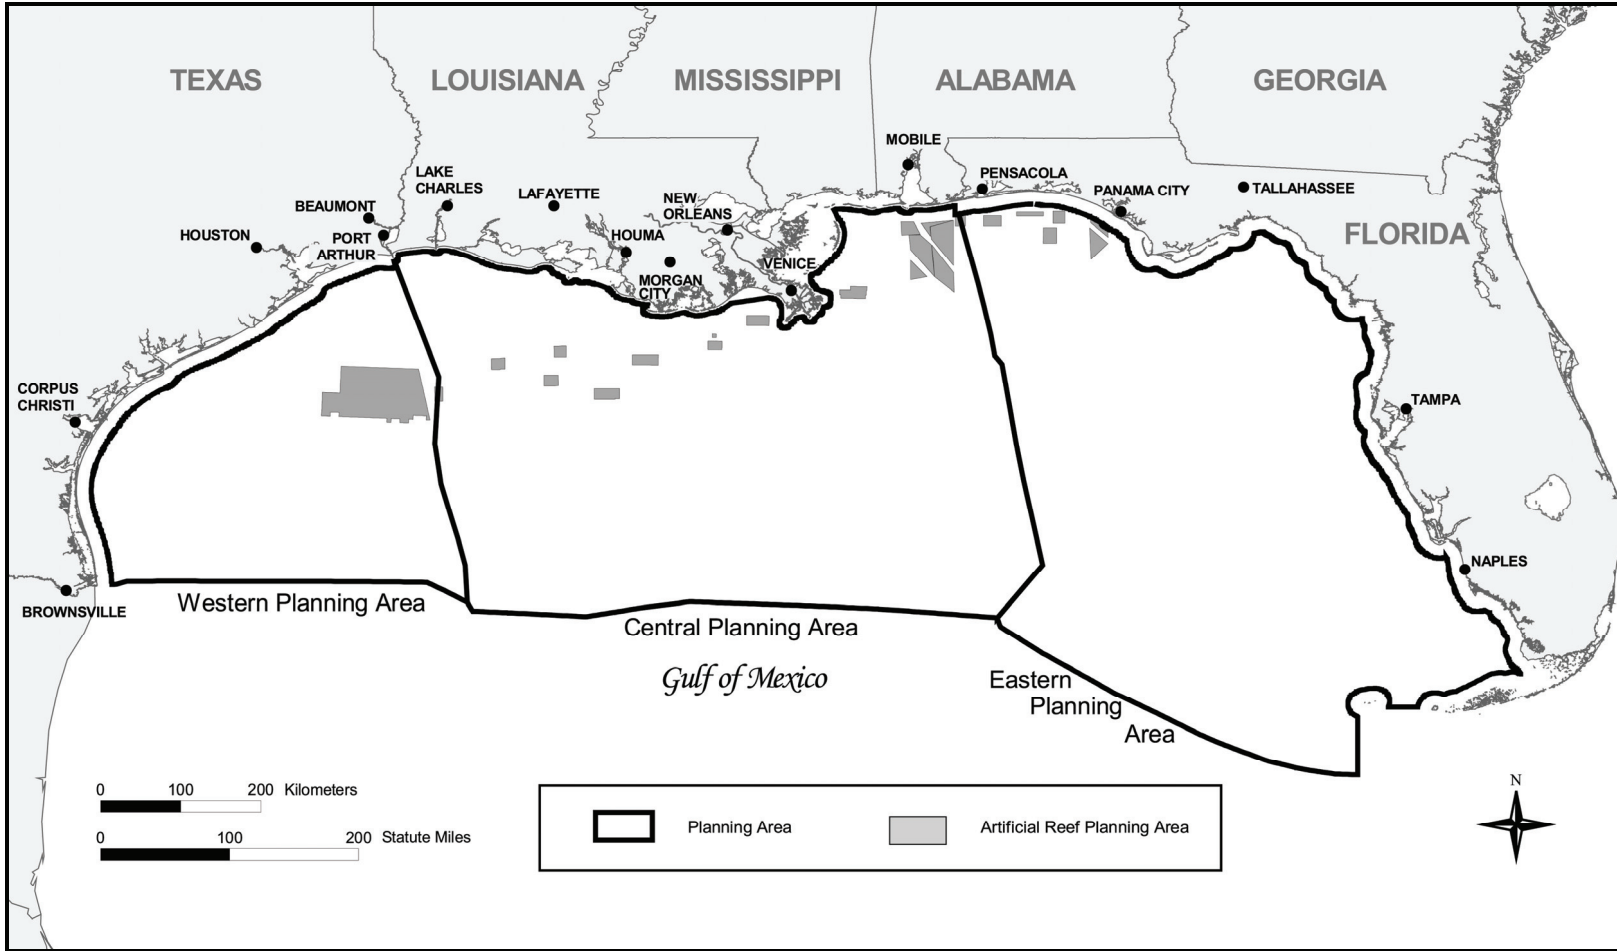 TEXAS
LOUISIANA
MISSISSIPPI
ALABAMA
GEORGIA
MOBILE
LAKE
CHARLES
PENSACOLA
PANAMA CITY
TALLAHASSEE
BEAUMONT
LAFAYETTE
NEW
ORLEANS
FLORIDA
HOUSTON
PORT
ARTHUR
HOUMA
VENICE
MORGAN
CITY
CORPUS
CHRISTI
TAMPA
NAPLES
BROWNSVILLE
Western Planning Area
Central Planning Area
Gulf of Mexico
Eastern
Planning
Area
0 100 200 Kilometers
0 100 200 Statute Miles
Planning Area
Artificial Reef Planning Area
N